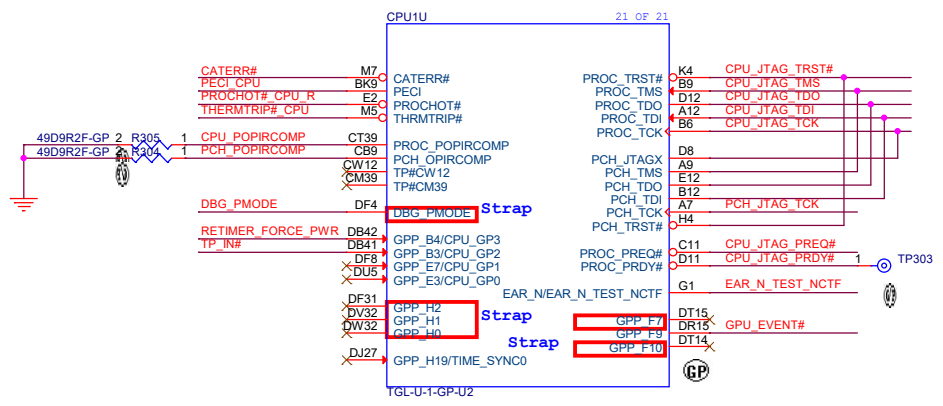 CPU1U 21 OF 21
CATERR# M7 CATERR# PROC_TRST# K4 CPU_JTAG_TRST#
PECI_CPU BK9 PECI PROC_TMS B9 CPU_JTAG_TMS
PROCHOT#_CPU_R E2 PROCHOT# PROC_TDO D12 CPU_JTAG_TDO
THERMTRIP#_CPU M5 THRMTRIP# PROC_TDI A12 CPU_JTAG_TDI
PROC_TCK B6 CPU_JTAG_TCK
49D9R2F-GP 2 R305 1 CPU_POPIRCOMP CT39 PROC_POPIRCOMP
49D9R2F-GP 2 R304 1 PCH_POPIRCOMP CB9 PCH_OPIRCOMP PCH_JTAGX D8
CW12 TP#CW12 PCH_TMS A9
CM39 TP#CM39 PCH_TDO E12
PCH_TDI B12
DBG_PMODE DF4 DBG_PMODE Strap PCH_TCK A7 PCH_JTAG_TCK
PCH_TRST# H4
RETIMER_FORCE_PWR DB42 GPP_B4/CPU_GP3
TP_IN# DB41 GPP_B3/CPU_GP2 PROC_PREQ# C11 CPU_JTAG_PREQ#
DF8 GPP_E7/CPU_GP1 PROC_PRDY# D11 CPU_JTAG_PRDY# 1 TP303
DU5 GPP_E3/CPU_GP0
EAR_N/EAR_N_TEST_NCTF G1 EAR_N_TEST_NCTF
DF31 GPP_H2
DV32 GPP_H1 Strap GPP_F7 DT15
DW32 GPP_H0 GPP_F9 DR15 GPU_EVENT#
Strap GPP_F10 DT14
DJ27 GPP_H19/TIME_SYNC0
GP
TGL-U-1-GP-U2